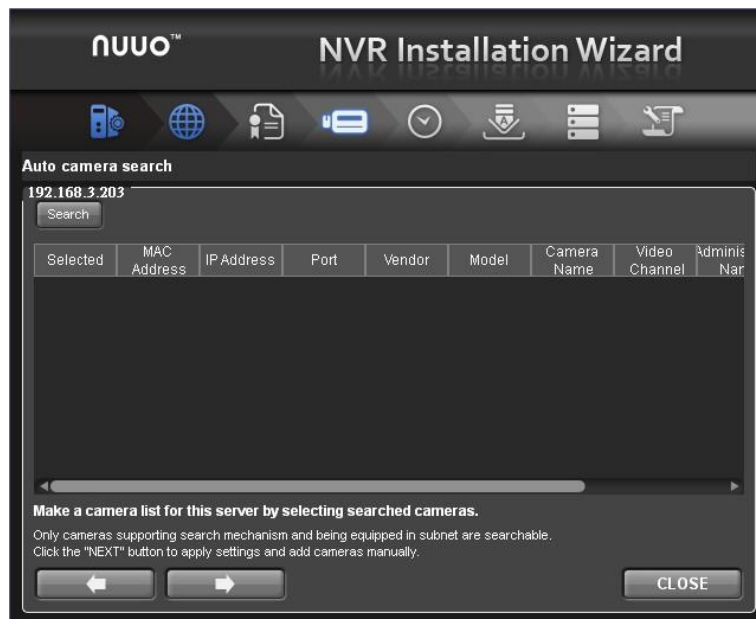 nuuo™
NVR Installation Wizard
Auto camera search
192.168.3.203
Search
Selected
MAC
Address
IP Address
Port
Vendor
Model
Camera
Name
Video
Channel
Adminis
Nar
Make a camera list for this server by selecting searched cameras.
Only cameras supporting search mechanism and being equipped in subnet are searchable.
Click the "NEXT" button to apply settings and add cameras manually.
CLOSE